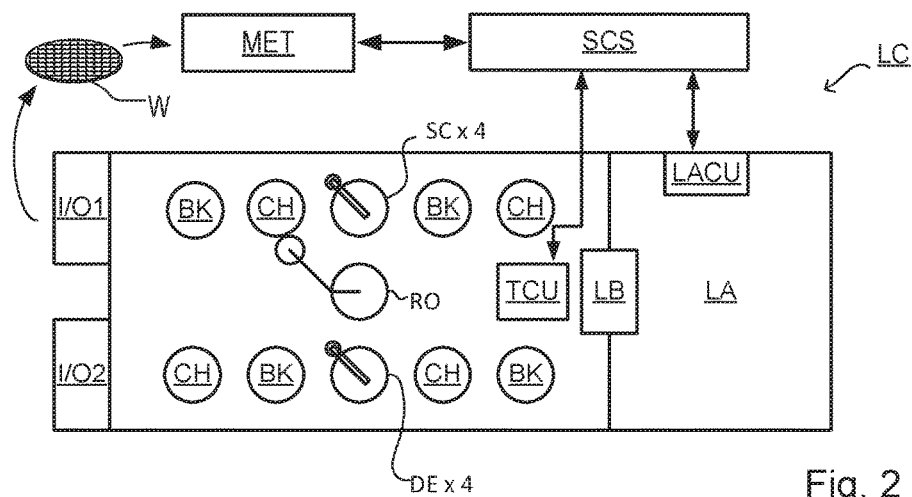 MET
SCS
LC
W
SC x 4
I/O1
BK
CH
BK
CH
LACU
RO
TCU
LB
LA
I/O2
CH
BK
CH
BK
DE x 4
Fig. 2